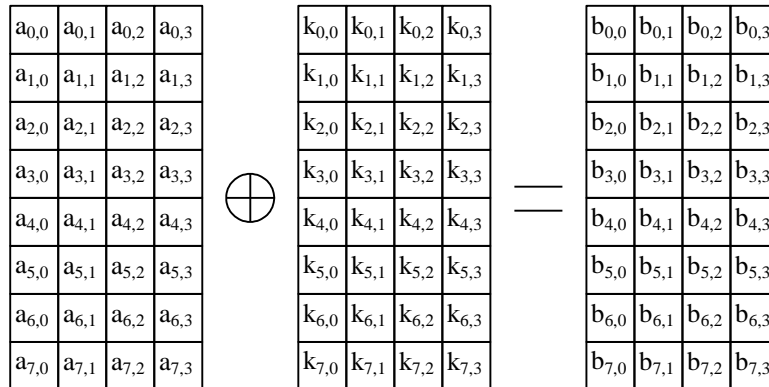 a0,0 a0,1 a0,2 a0,3 k0,0 k0,1 k0,2 k0,3 b0,0 b0,1 b0,2 b0,3
a1,0 a1,1 a1,2 a1,3 k1,0 k1,1 k1,2 k1,3 b1,0 b1,1 b1,2 b1,3
a2,0 a2,1 a2,2 a2,3 k2,0 k2,1 k2,2 k2,3 b2,0 b2,1 b2,2 b2,3
a3,0 a3,1 a3,2 a3,3 k3,0 k3,1 k3,2 k3,3 b3,0 b3,1 b3,2 b3,3
a4,0 a4,1 a4,2 a4,3 ⊕ k4,0 k4,1 k4,2 k4,3 = b4,0 b4,1 b4,2 b4,3
a5,0 a5,1 a5,2 a5,3 k5,0 k5,1 k5,2 k5,3 b5,0 b5,1 b5,2 b5,3
a6,0 a6,1 a6,2 a6,3 k6,0 k6,1 k6,2 k6,3 b6,0 b6,1 b6,2 b6,3
a7,0 a7,1 a7,2 a7,3 k7,0 k7,1 k7,2 k7,3 b7,0 b7,1 b7,2 b7,3